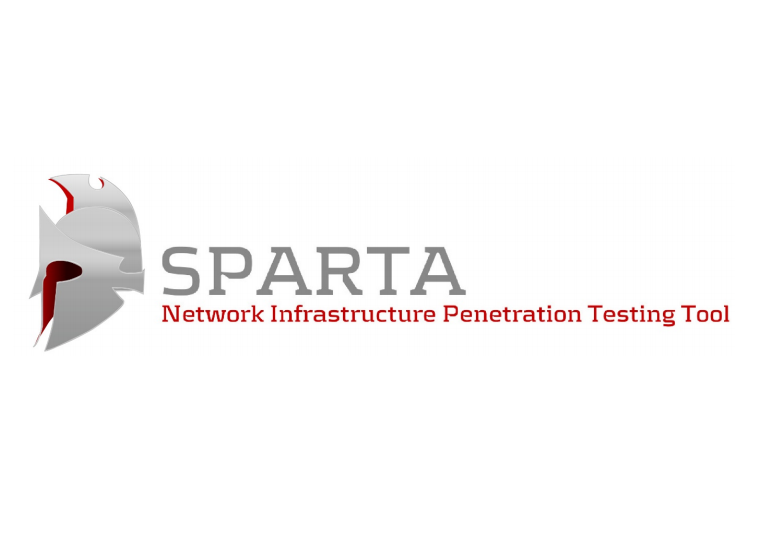 SPARTA
Network Infrastructure Penetration Testing Tool